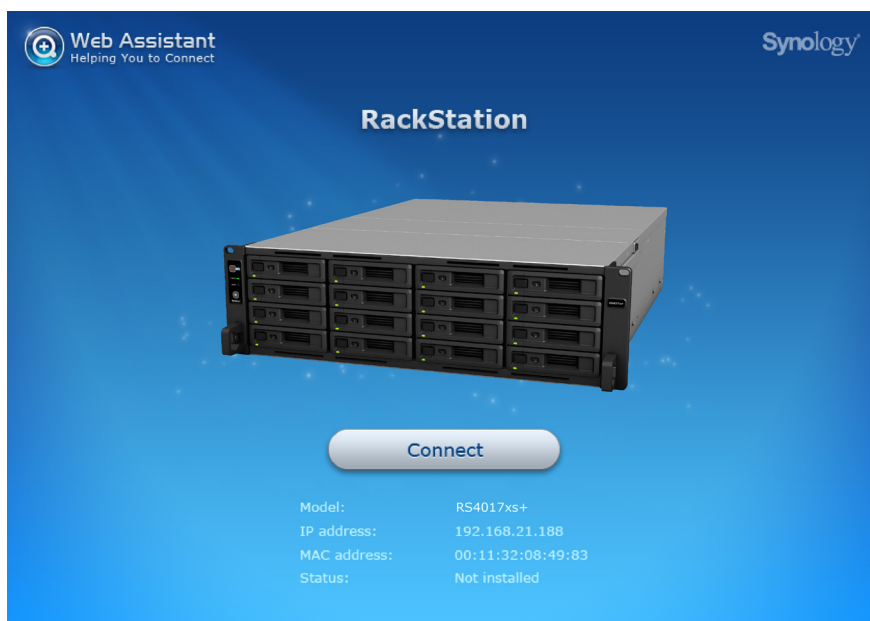 Web Assistant
Helping You to Connect
Synology
RackStation
Connect
Model: RS4017xs+
IP address: 192.168.21.188
MAC address: 00:11:32:08:49:83
Status: Not installed